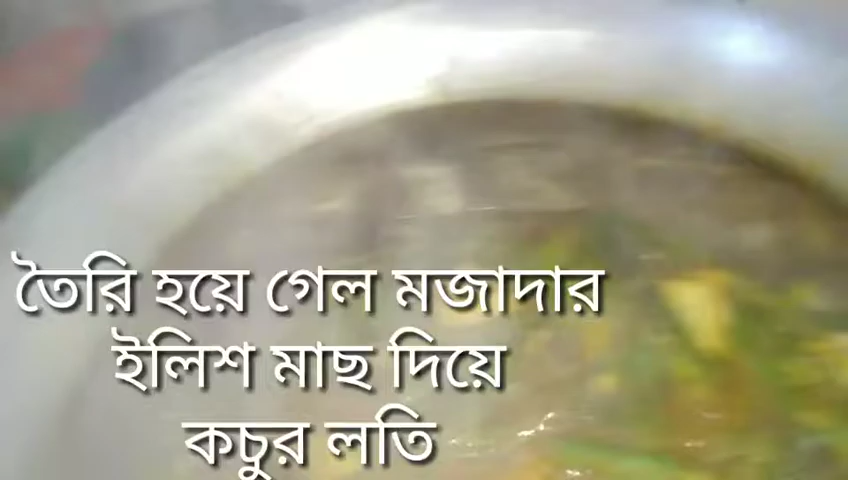 তৈরি হয়ে গেল মজাদার
ইলিশ মাছ দিয়ে
কচুর লতি